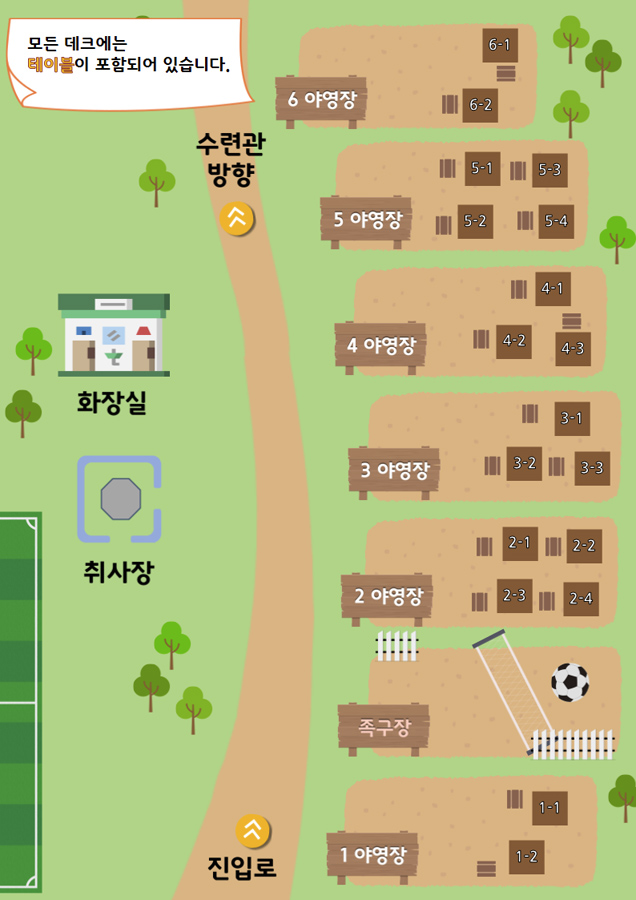 모든 데크에는
테이블이 포함되어 있습니다.
6-1
6 야영장
6-2
수련관
방향
5-1
5-3
5 야영장
5-2
5-4
4-1
4 야영장
4-2
4-3
화장실
3-1
3 야영장
3-2
3-3
취사장
2-1
2-2
2 야영장
2-3
2-4
족구장
1-1
1 야영장
1-2
진입로